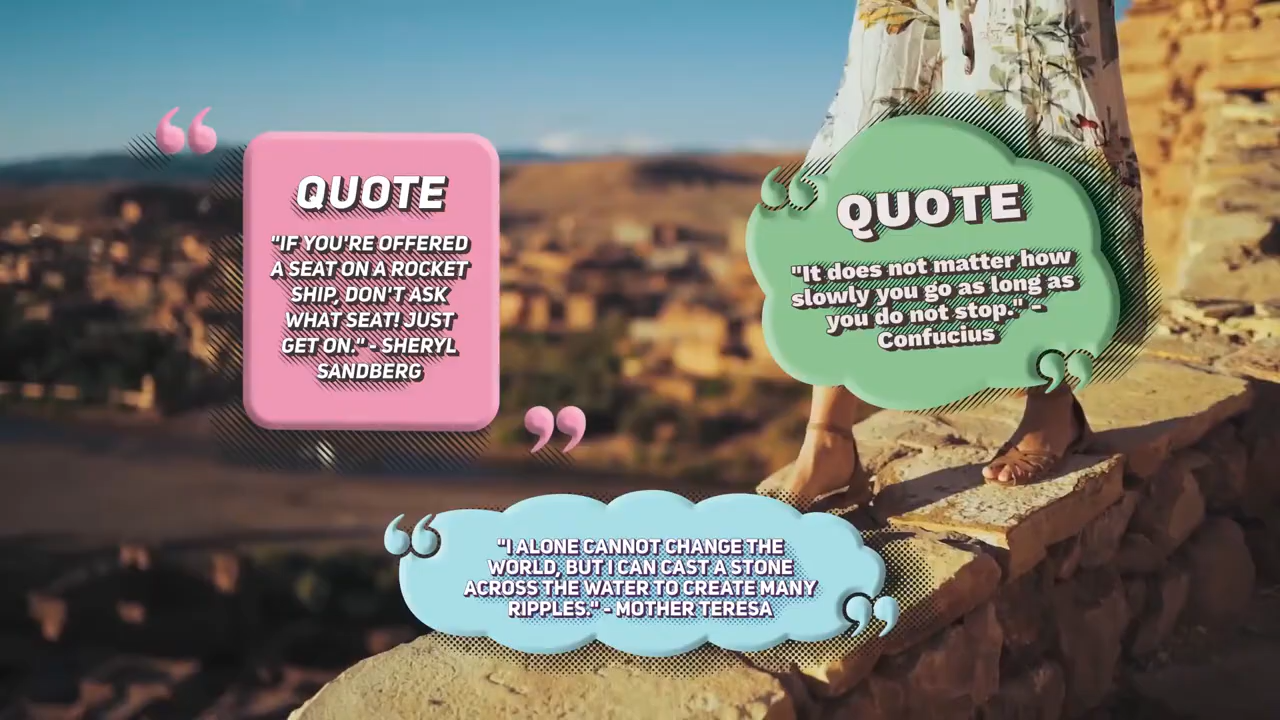 QUOTE
"IF YOU'RE OFFERED
A SEAT ON A ROCKET
SHIP, DON'T ASK
WHAT SEAT! JUST
GET ON." - SHERYL
SANDBERG
QUOTE
"It does not matter how
slowly you go as long as
you do not stop." -
Confucius
"I ALONE CANNOT CHANGE THE
WORLD, BUT I CAN CAST A STONE
ACROSS THE WATER TO CREATE MANY
RIPPLES." - MOTHER TERESA